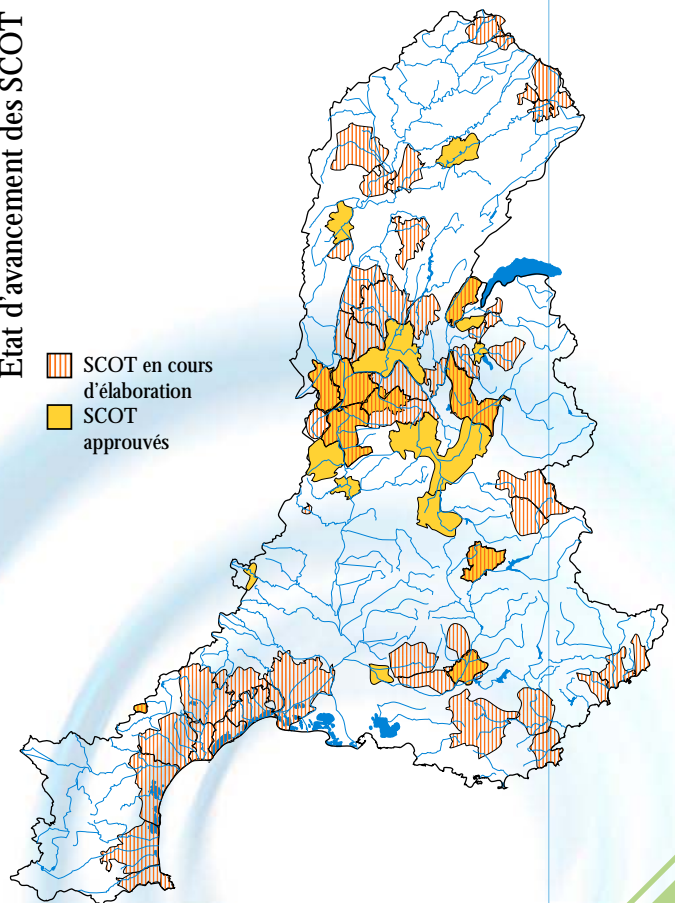 Etat d'avancement des SCOT
SCOT en cours
d'élaboration
SCOT
approuvés